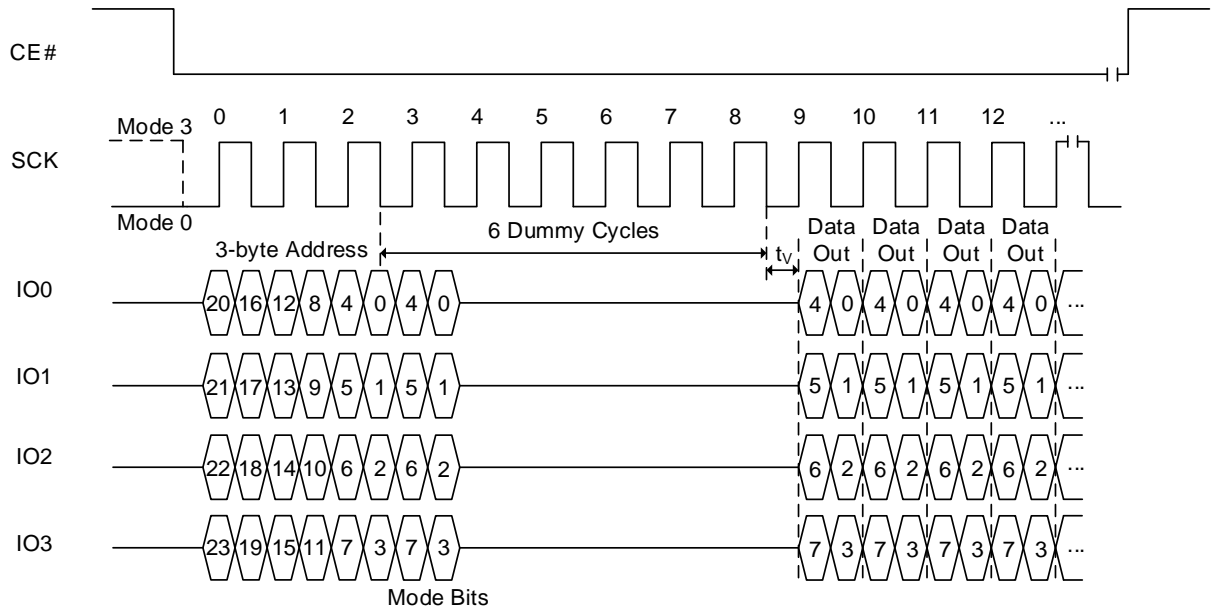 CE#
0 1 2 3 4 5 6 7 8 9 10 11 12 ...
Mode 3
SCK
Mode 0
6 Dummy Cycles
3-byte Address
tV
Data Out Data Out Data Out Data Out
IO0 20 16 12 8 4 0 4 0 4 0 4 0 4 0 4 0 ...
IO1 21 17 13 9 5 1 5 1 5 1 5 1 5 1 5 1 ...
IO2 22 18 14 10 6 2 6 2 6 2 6 2 6 2 6 2 ...
IO3 23 19 15 11 7 3 7 3 7 3 7 3 7 3 7 3 ...
Mode Bits